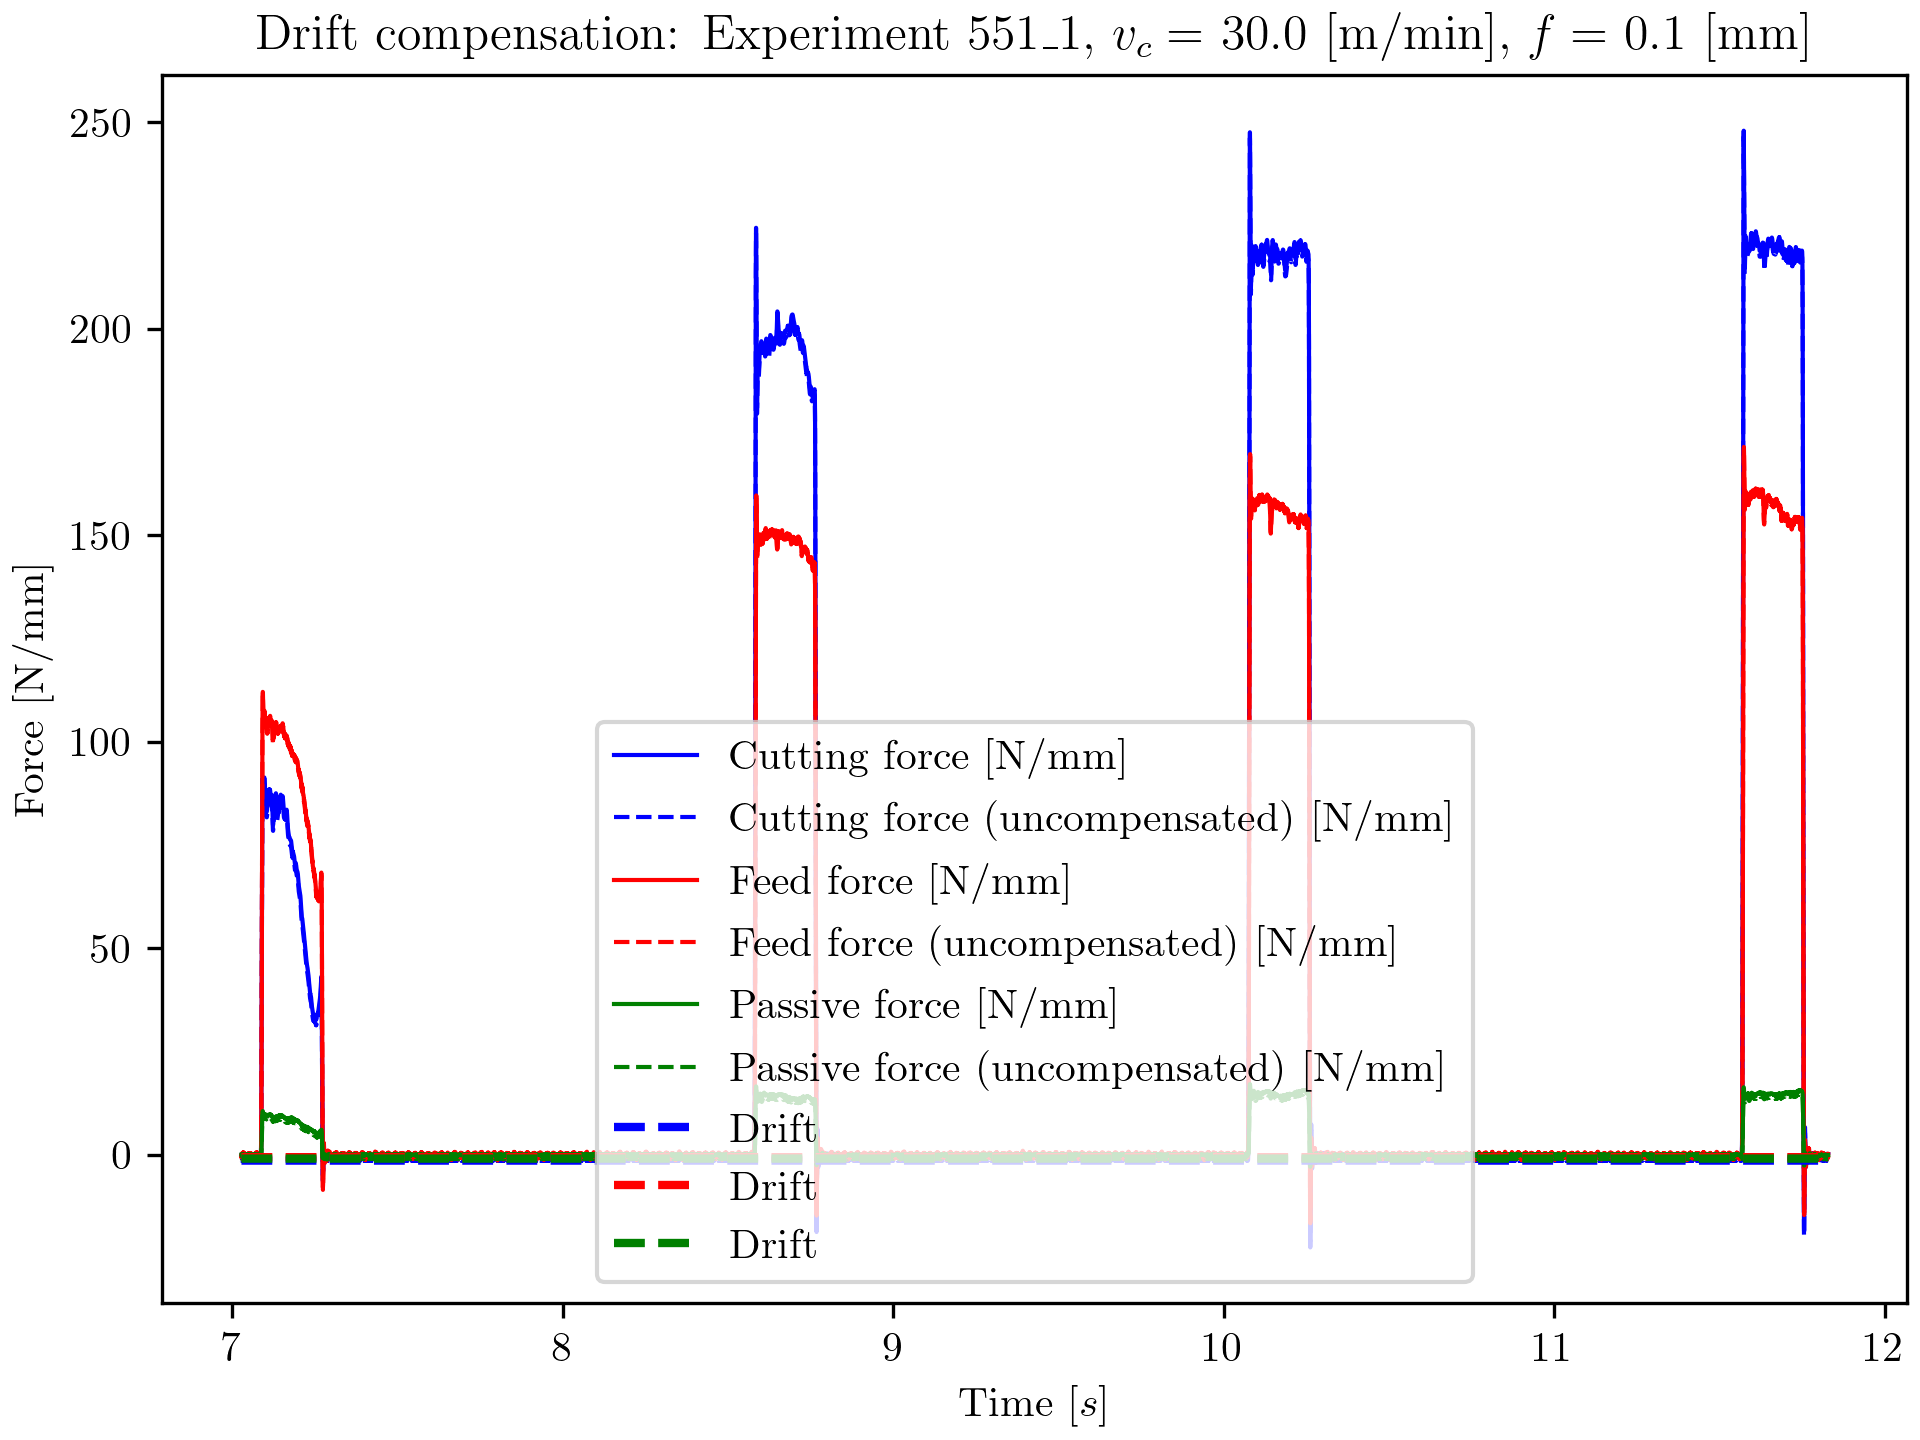 Drift compensation: Experiment 551_1, v_c = 30.0 [m/min], f = 0.1 [mm]
250
200
150
100
50
0
Force [N/mm]
Cutting force [N/mm]
Cutting force (uncompensated) [N/mm]
Feed force [N/mm]
Feed force (uncompensated) [N/mm]
Passive force [N/mm]
Passive force (uncompensated) [N/mm]
Drift
Drift
Drift
7 8 9 10 11 12
Time [s]